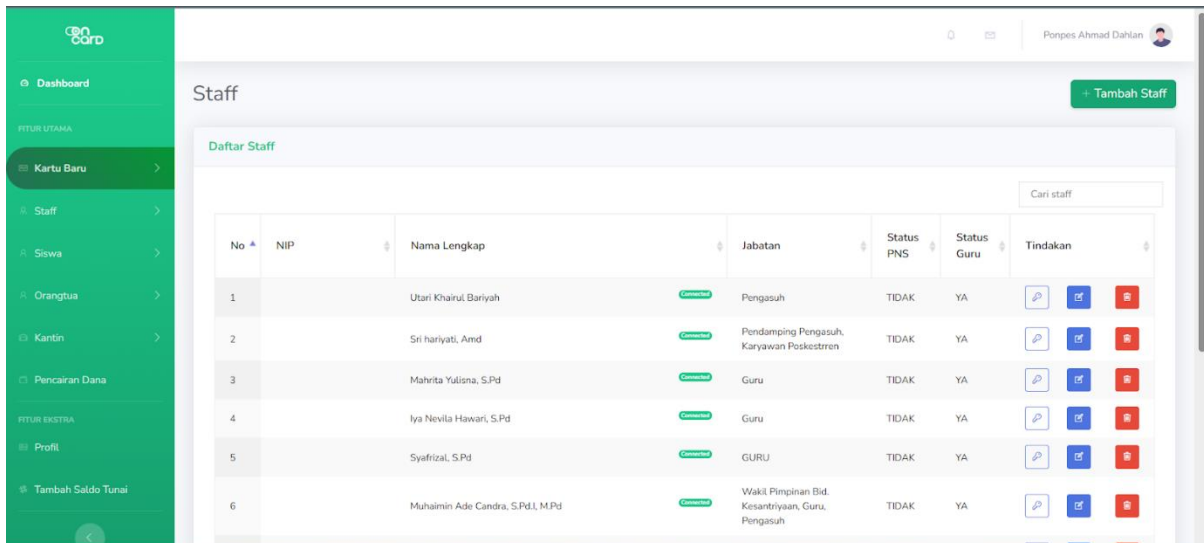 ON CARD
Ponpes Ahmad Dahlan
Dashboard
Staff
+ Tambah Staff
FITUR UTAMA
Daftar Staff
Kartu Baru
Cari staff
Staff
No NIP Nama Lengkap Jabatan Status PNS Status Guru Tindakan
Siswa
Orangtua
1 Utari Khairul Bariyah Connected Pengasuh TIDAK YA
Kantin
2 Sri hariyati, Amd Connected Pendamping Pengasuh, TIDAK YA
Karyawan Poskestrren
Pencairan Dana
3 Mahrita Yulisna, S.Pd Connected Guru TIDAK YA
FITUR EKSTRA
4 Iya Nevila Hawari, S.Pd Connected Guru TIDAK YA
Profil
5 Syafrizal, S.Pd Connected GURU TIDAK YA
Tambah Saldo Tunai
6 Muhaimin Ade Candra, S.Pd.I, M.Pd Connected Wakil Pimpinan Bid. TIDAK YA
Kesantriyaan, Guru,
Pengasuh